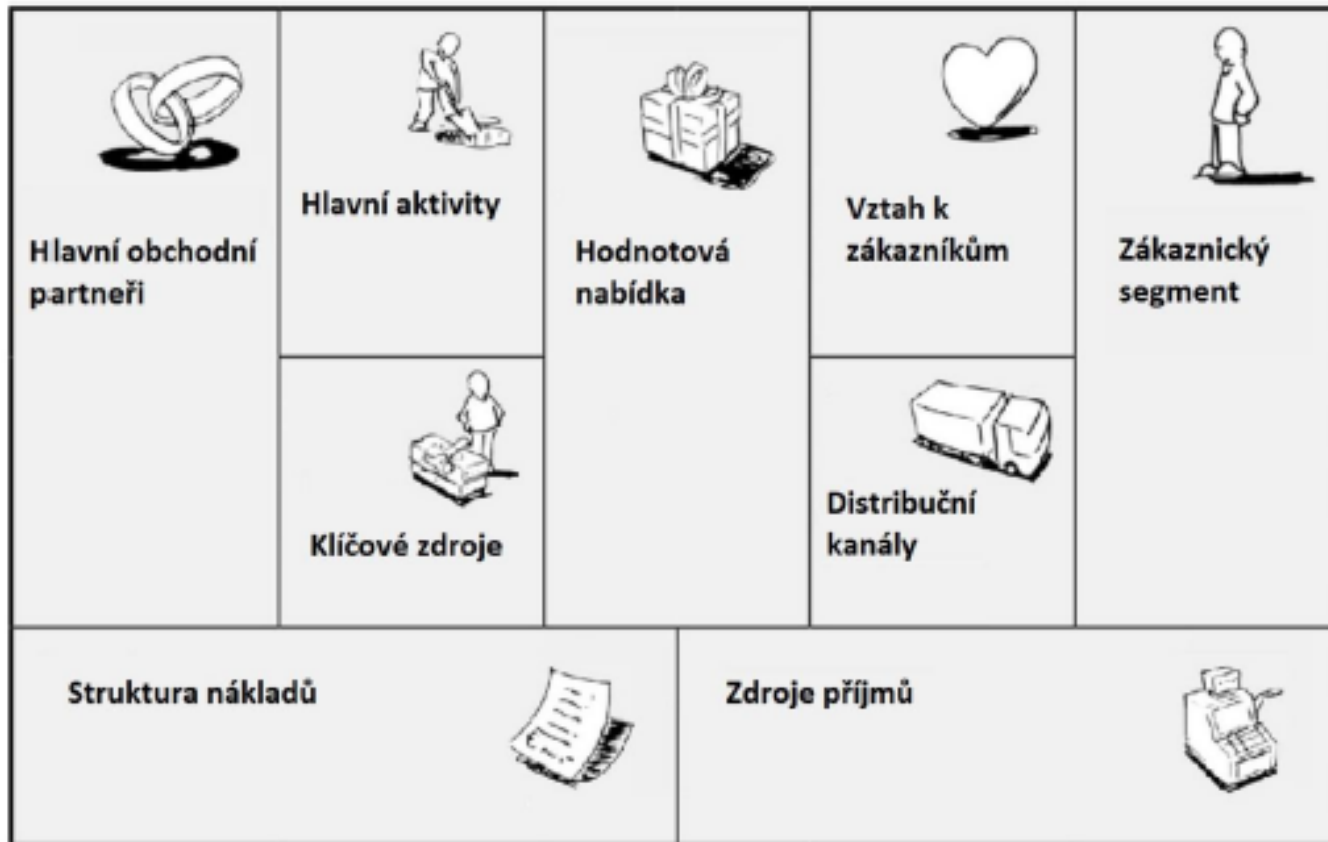 Hlavní obchodní
partneři
Hlavní aktivity
Klíčové zdroje
Hodnotová
nabídka
Vztah k
zákazníkům
Distribuční
kanály
Zákaznický
segment
Struktura nákladů
Zdroje příjmů